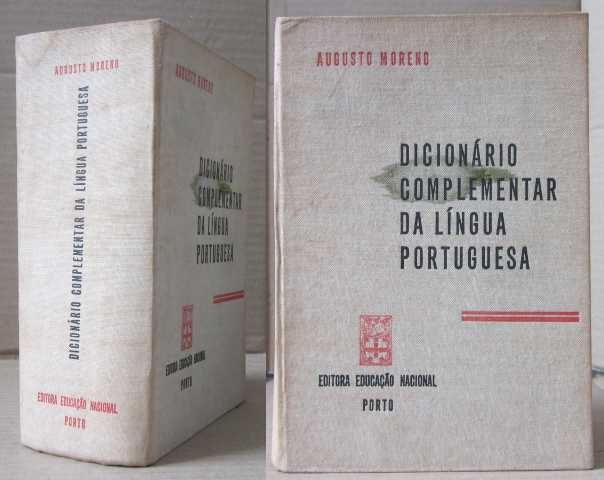 AUGUSTO MORENO
DICIONÁRIO COMPLEMENTAR DA LÍNGUA PORTUGUESA
EDITORA EDUCAÇÃO NACIONAL
PORTO
AUGUSTO MORENO
DICIONÁRIO
COMPLEMENTAR
DA LÍNGUA
PORTUGUESA
EDITORA EDUCAÇÃO NACIONAL
PORTO
AUGUSTO MORENO
DICIONÁRIO
COMPLEMENTAR
DA LÍNGUA
PORTUGUESA
EDITORA EDUCAÇÃO NACIONAL
PORTO